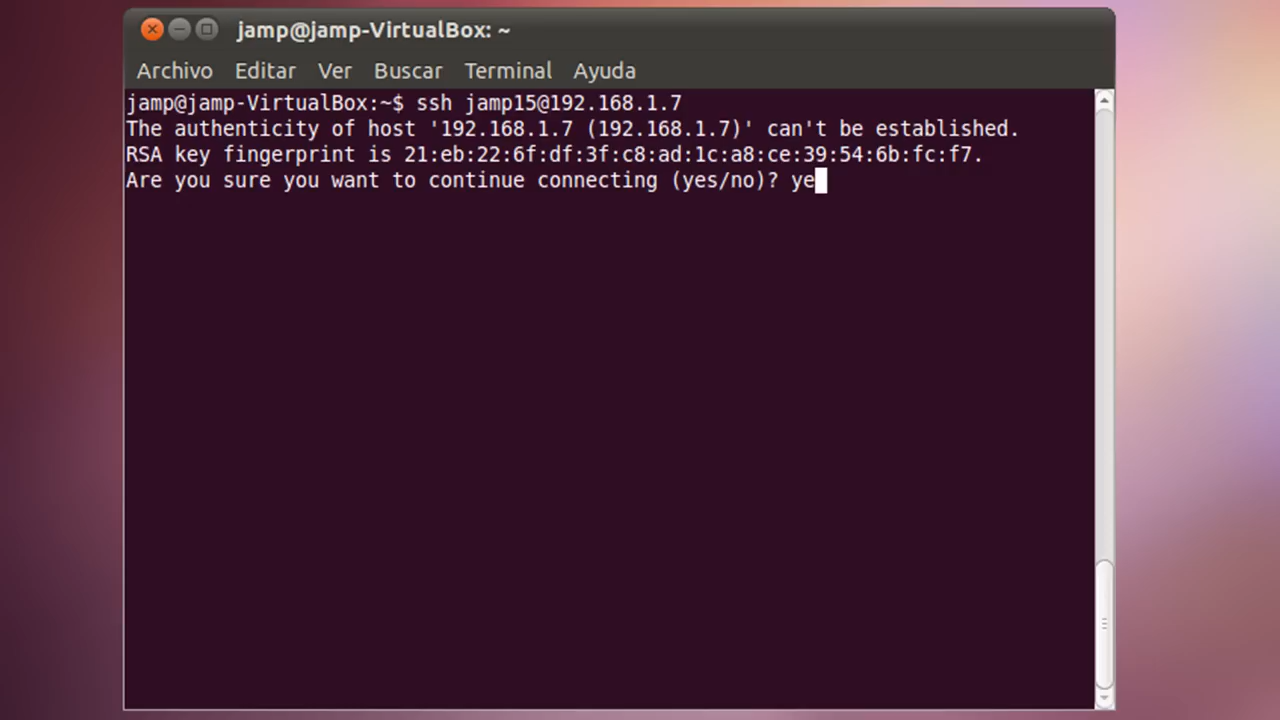 jamp@jamp-VirtualBox: ~
Archivo Editar Ver Buscar Terminal Ayuda
jamp@jamp-VirtualBox:~$ ssh jamp15@192.168.1.7
The authenticity of host '192.168.1.7 (192.168.1.7)' can't be established.
RSA key fingerprint is 21:eb:22:6f:df:3f:c8:ad:1c:a8:ce:39:54:6b:fc:f7.
Are you sure you want to continue connecting (yes/no)? ye